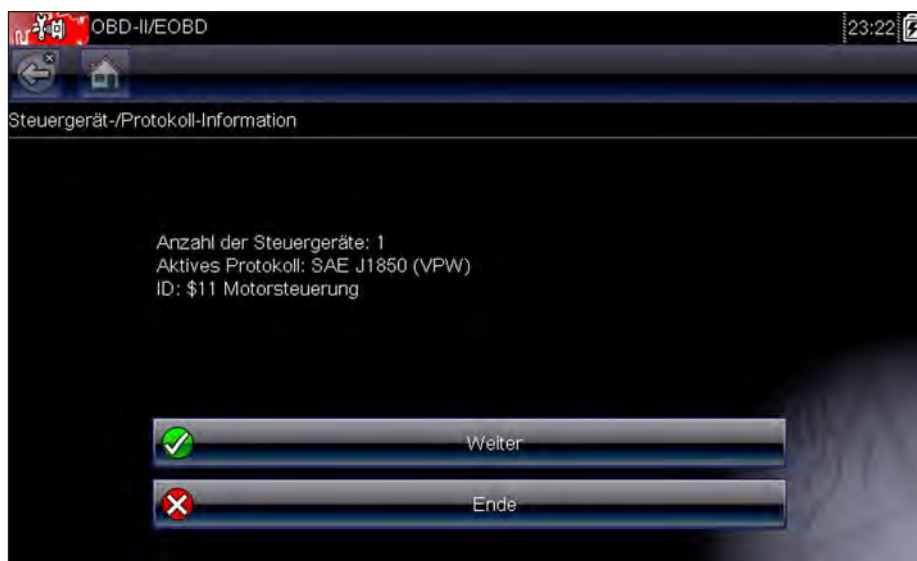 OBD-II/EOBD
23:22
Steuergerät-/Protokoll-Information
Anzahl der Steuergeräte: 1
Aktives Protokoll: SAE J1850 (VPW)
ID: $11 Motorsteuerung
Weiter
Ende